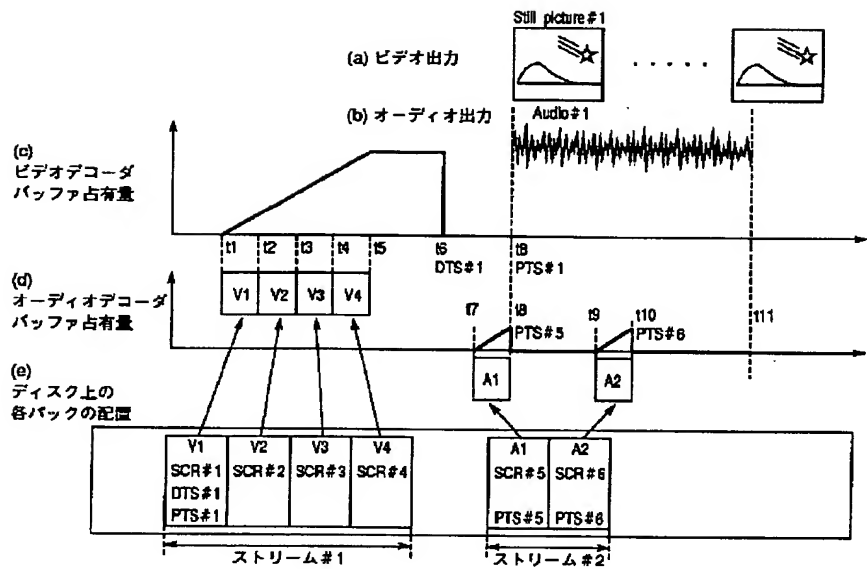 Still picture#1
(a) ビデオ出力
(b) オーディオ出力
Audio#1
(c)
ビデオデコーダ
バッファ占有量
t1 t2 t3 t4 t5 t6 t8
DTS#1 PTS#1
(d)
オーディオデコーダ
バッファ占有量
V1 V2 V3 V4
t7 t8 t9 t10 t11
PTS#5 PTS#6
A1 A2
(e)
ディスク上の
各パックの配置
V1 V2 V3 V4 A1 A2
SCR#1 SCR#2 SCR#3 SCR#4 SCR#5 SCR#6
DTS#1
PTS#1 PTS#5 PTS#6
ストリーム#1 ストリーム#2